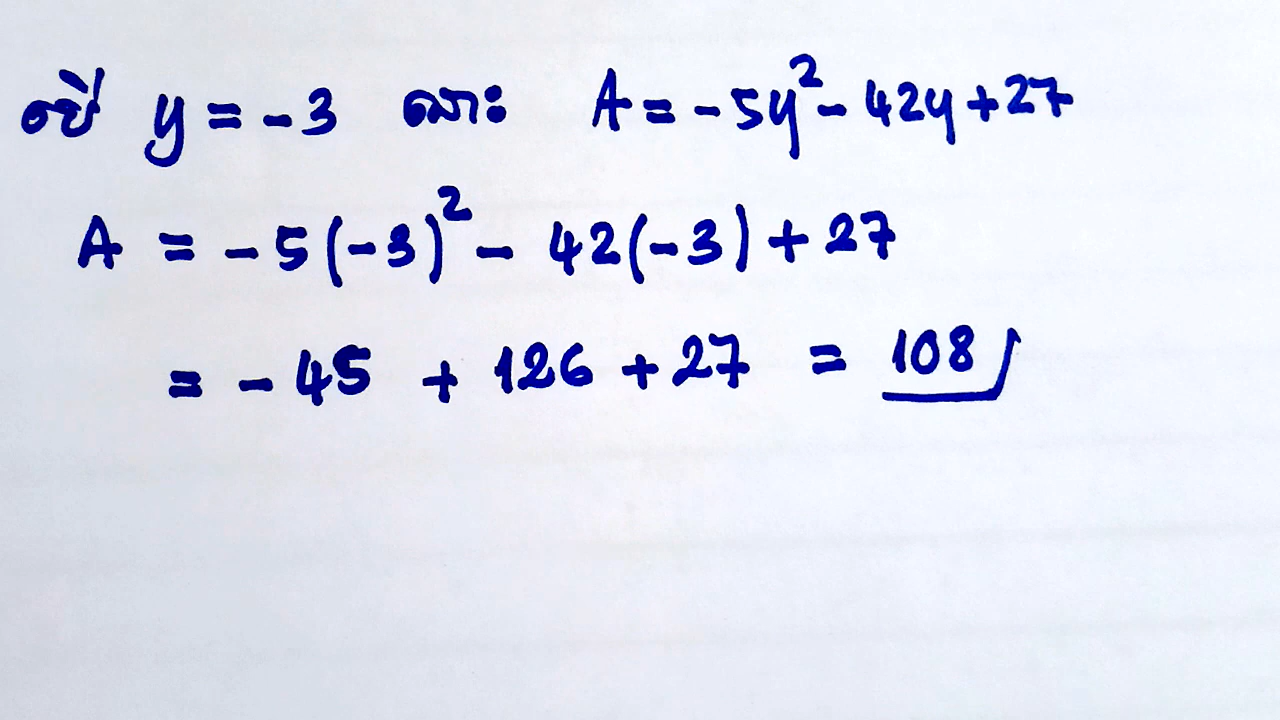 បើ y = -3 នោះ A = -5y² - 42y + 27
A = -5(-3)² - 42(-3) + 27
= -45 + 126 + 27 = 108